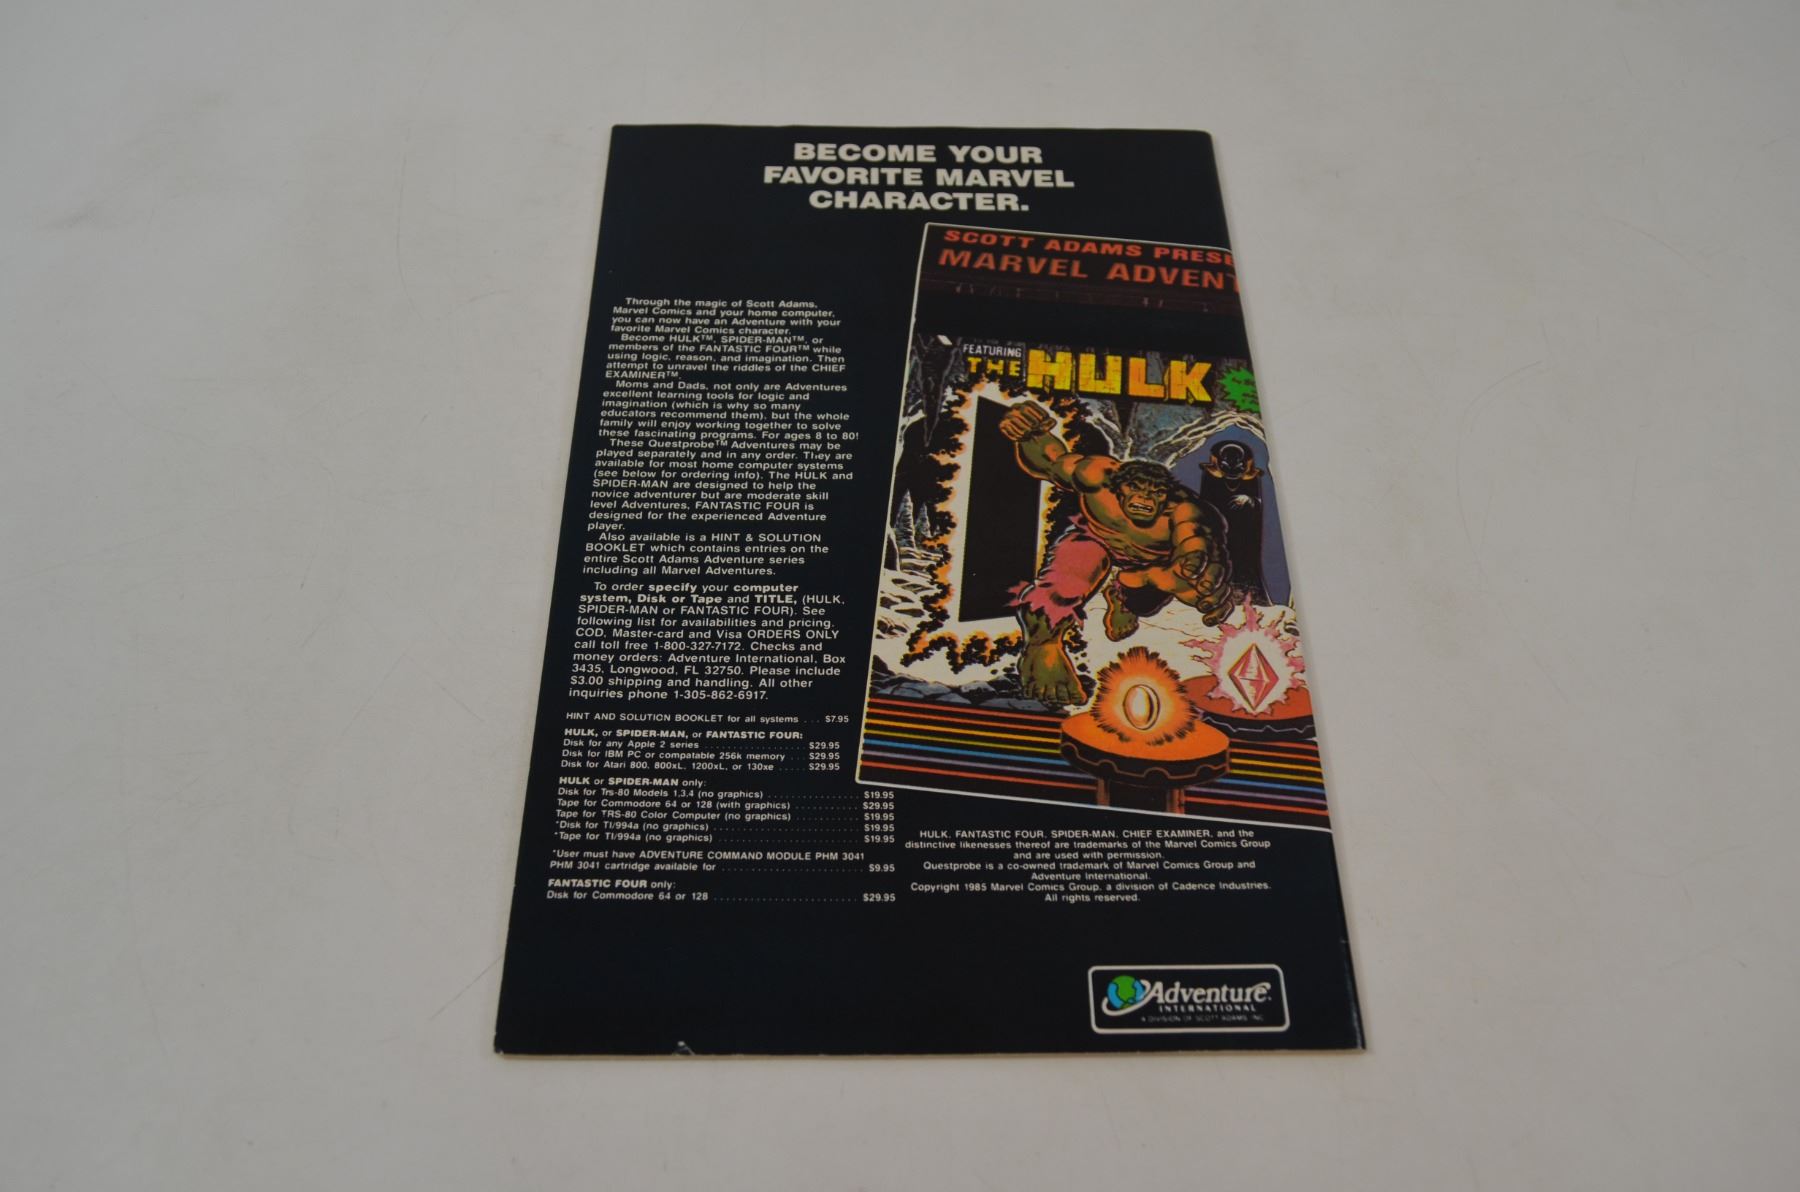 BECOME YOUR
FAVORITE MARVEL
CHARACTER.
Through the magic of Scott Adams,
Marvel Comics and your home computer,
you can now have an Adventure with your
favorite Marvel Comics character.
Become HULK™, SPIDER-MAN™, or
members of the FANTASTIC FOUR™ while
using logic, reason, and imagination. Then
attempt to unravel the riddles of the CHIEF
EXAMINER™.
Moms and Dads, not only are Adventures
excellent learning tools for logic and
imagination (which is why so many
educators recommend them), but the whole
family will enjoy working together to solve
these fascinating programs. For ages 8 to 80!
These Questprobe™ Adventures may be
played separately and in any order. They are
available for most home computer systems
(see below for ordering info). The HULK and
SPIDER-MAN are designed to help the
novice adventurer but are moderate skill
level Adventures, FANTASTIC FOUR is
designed for the experienced Adventure
player.
Also available is a HINT & SOLUTION
BOOKLET which contains entries on the
entire Scott Adams Adventure series
including all Marvel Adventures.
To order specify your computer
system, Disk or Tape and TITLE, (HULK,
SPIDER-MAN or FANTASTIC FOUR). See
following list for availabilities and pricing.
COD, Master-card and Visa ORDERS ONLY
call toll free 1-800-327-7172. Checks and
money orders: Adventure International, Box
3435, Longwood, FL 32750. Please include
$3.00 shipping and handling. All other
inquiries phone 1-305-862-6917.
HINT AND SOLUTION BOOKLET for all systems ... $7.95
HULK, or SPIDER-MAN, or FANTASTIC FOUR:
Disk for any Apple 2 series ................. $29.95
Disk for IBM PC or compatable 256k memory ... $29.95
Disk for Atari 800, 800xL, 1200xL, or 130xe ..... $29.95
HULK or SPIDER-MAN only:
Disk for Trs-80 Models 1,3,4 (no graphics) ............... $19.95
Tape for Commodore 64 or 128 (with graphics) ........... $29.95
Tape for TRS-80 Color Computer (no graphics) ........... $19.95
*Disk for TI/994a (no graphics) ......................... $19.95
*Tape for TI/994a (no graphics) ........................ $19.95
*User must have ADVENTURE COMMAND MODULE PHM 3041
PHM 3041 cartridge available for ....................... $9.95
FANTASTIC FOUR only:
Disk for Commodore 64 or 128 ........................ $29.95
SCOTT ADAMS PRESE
MARVEL ADVENT
FEATURING
THE HULK
HULK, FANTASTIC FOUR, SPIDER-MAN, CHIEF EXAMINER, and the
distinctive likenesses thereof are trademarks of the Marvel Comics Group
and are used with permission.
Questprobe is a co-owned trademark of Marvel Comics Group and
Adventure International.
Copyright 1985 Marvel Comics Group, a division of Cadence Industries.
All rights reserved.
Adventure
INTERNATIONAL
A DIVISION OF SCOTT ADAMS, INC.